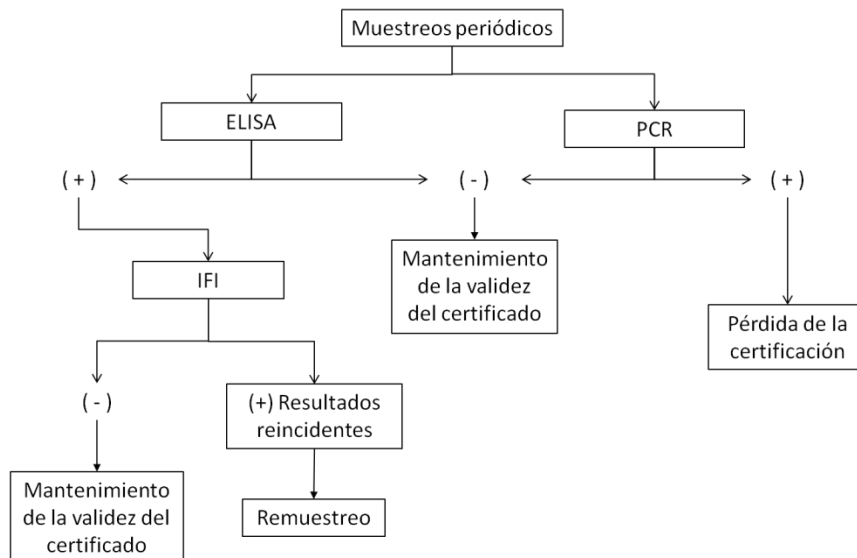 Muestreos periódicos
ELISA
PCR
(+)
(-)
(+)
IFI
Mantenimiento
de la validez
del certificado
Pérdida de la
certificación
(-)
(+) Resultados
reincidentes
Mantenimiento
de la validez del
certificado
Remuestreo